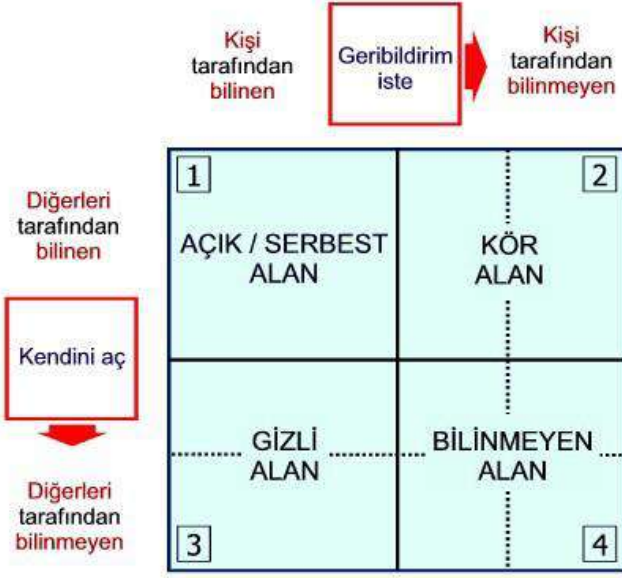 Kişi
tarafından
bilinen
Geribildirim
iste
Kişi
tarafından
bilinmeyen
Diğerleri
tarafından
bilinen
Kendini aç
Diğerleri
tarafından
bilinmeyen
1
AÇIK / SERBEST
ALAN
2
KÖR
ALAN
GİZLİ
ALAN
3
BİLİNMEYEN
ALAN
4